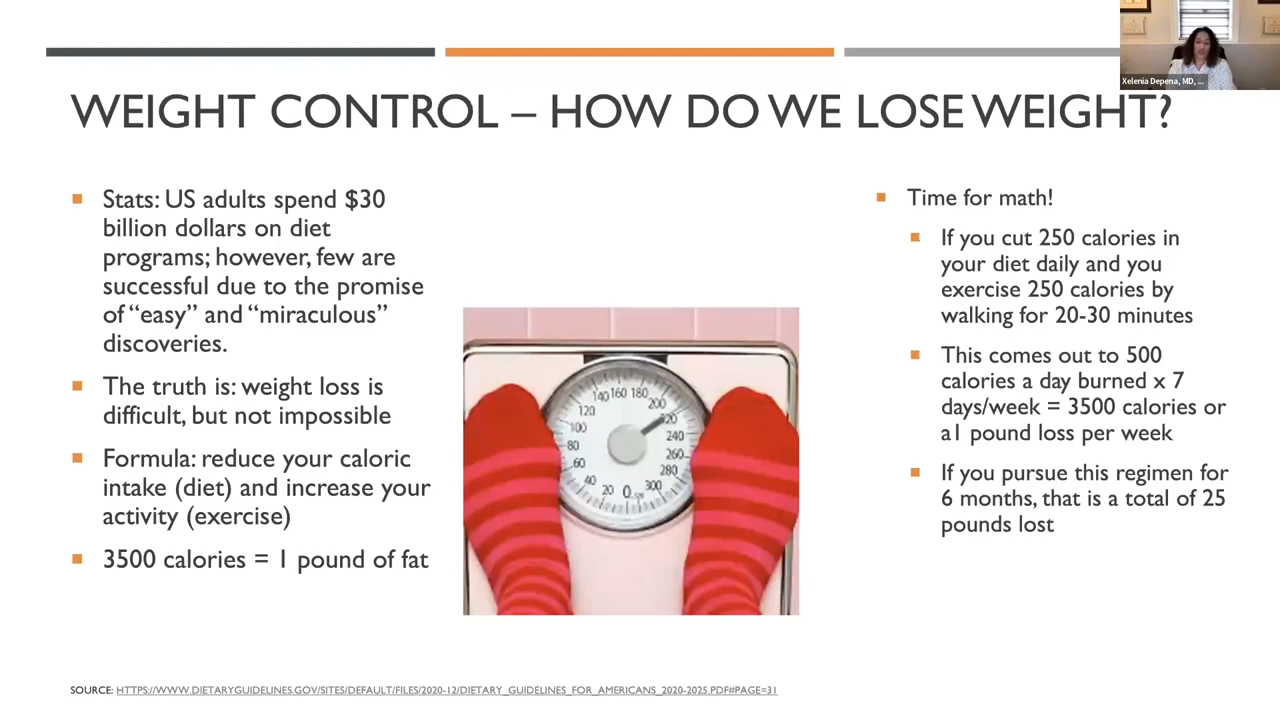 Xelenia Depena, MD, ...
WEIGHT CONTROL – HOW DO WE LOSE WEIGHT?
Stats: US adults spend $30
billion dollars on diet
programs; however, few are
successful due to the promise
of “easy” and “miraculous”
discoveries.
The truth is: weight loss is
difficult, but not impossible
Formula: reduce your caloric
intake (diet) and increase your
activity (exercise)
3500 calories = 1 pound of fat
0 20 40 60 80 100 120 140 160 180 200 220 240 260 280 300
Time for math!
If you cut 250 calories in
your diet daily and you
exercise 250 calories by
walking for 20-30 minutes
This comes out to 500
calories a day burned x 7
days/week = 3500 calories or
a1 pound loss per week
If you pursue this regimen for
6 months, that is a total of 25
pounds lost
SOURCE: HTTPS://WWW.DIETARYGUIDELINES.GOV/SITES/DEFAULT/FILES/2020-12/DIETARY_GUIDELINES_FOR_AMERICANS_2020-2025.PDF#PAGE=31